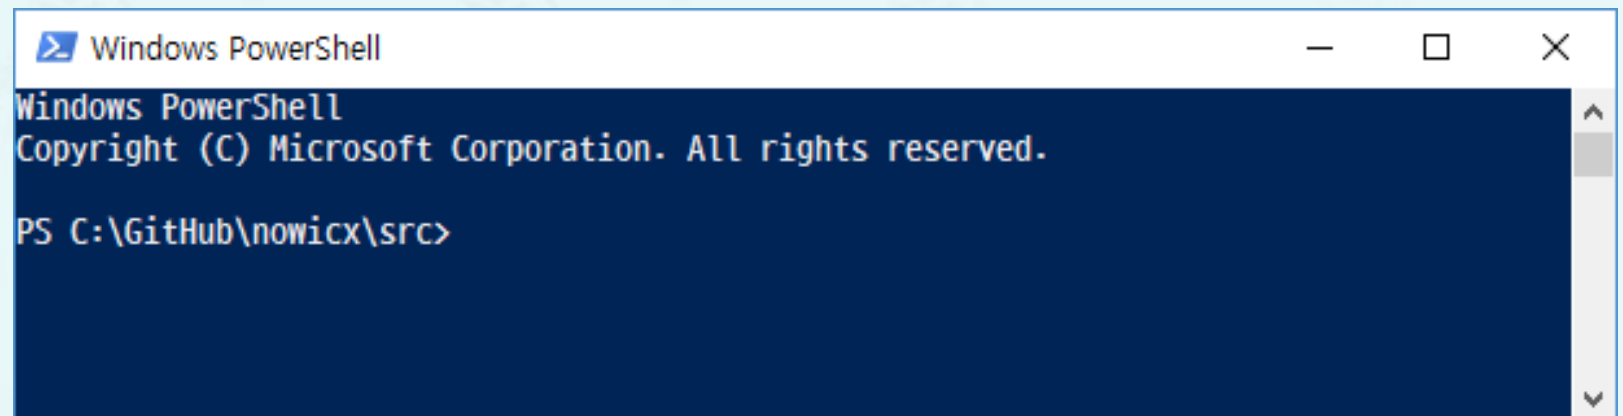 Windows PowerShell
Windows PowerShell
Copyright (C) Microsoft Corporation. All rights reserved.
PS C:\GitHub\nowicx\src>